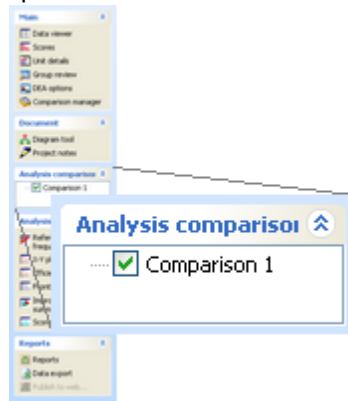 Main
Data viewer
Scores
Unit details
Group review
DEA options
Comparison manager
Document
Diagram tool
Project notes
Analysis comparison
Comparison 1
Analysis comparison
Comparison 1
Reports
Reports
Data export
Publish to web...